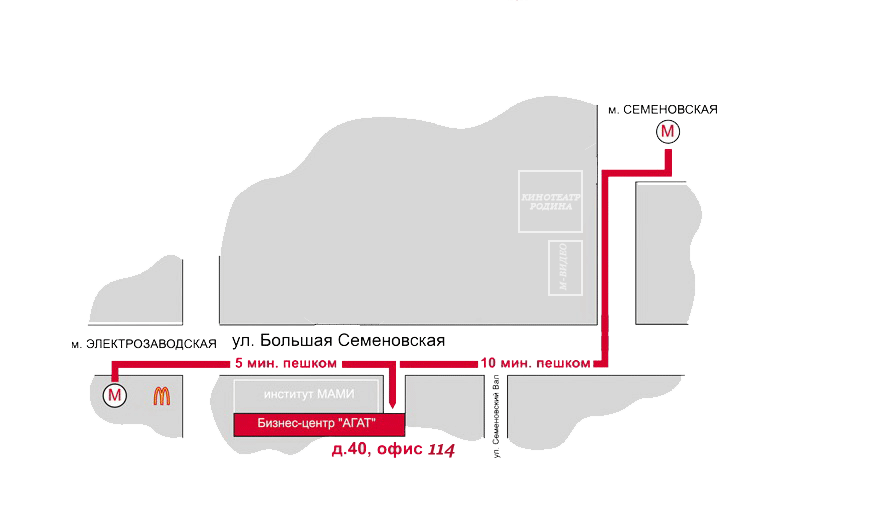 м. СЕМЕНОВСКАЯ
М
КИНОТЕАТР
РОДИНА
М-ВИДЕО
ул. Большая Семеновская
м. ЭЛЕКТРОЗАВОДСКАЯ
5 мин. пешком
10 мин. пешком
М
институт МАМИ
Бизнес-центр "АГАТ"
ул. Семеновский Вал
д.40, офис 114